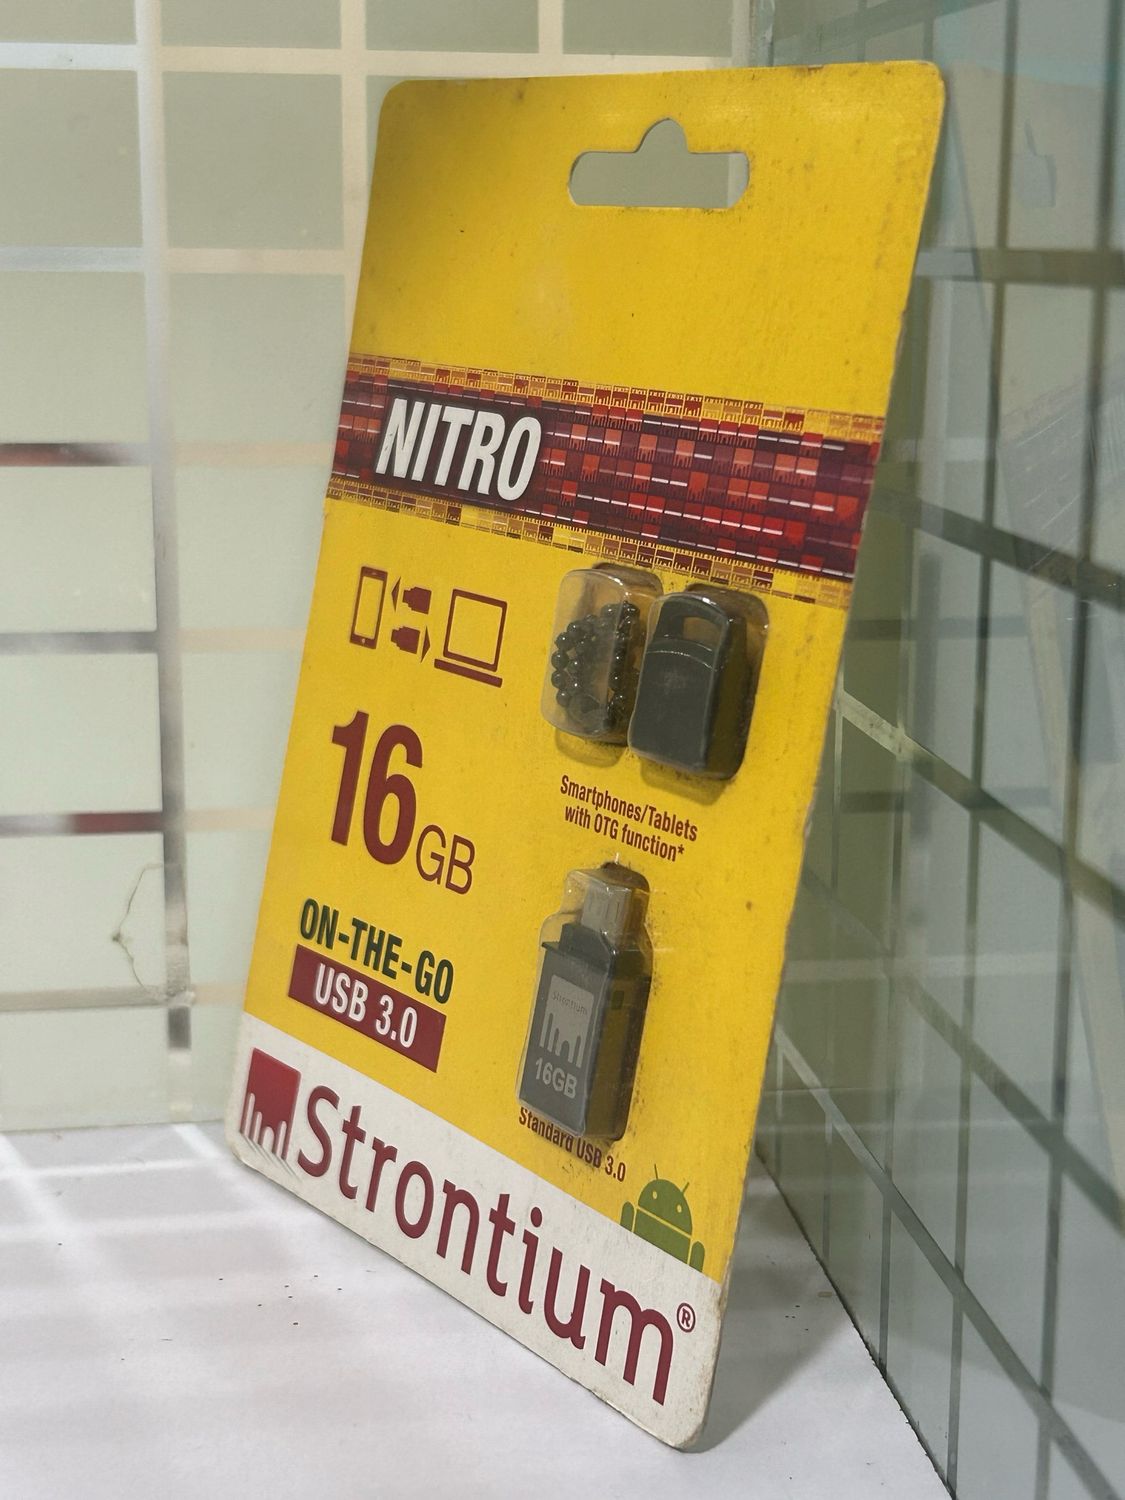 NITRO
16GB
ON-THE-GO
USB 3.0
Smartphones/Tablets
with OTG function*
Strontium
16GB
Standard USB 3.0
Strontium®